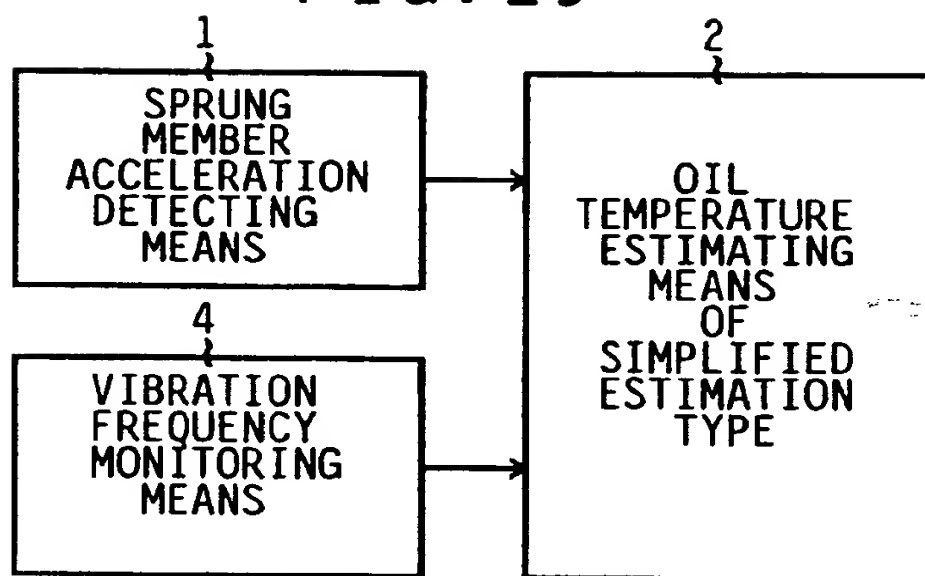 1
SPRUNG
MEMBER
ACCELERATION
DETECTING
MEANS
2
OIL
TEMPERATURE
ESTIMATING
MEANS
OF
SIMPLIFIED
ESTIMATION
TYPE
4
VIBRATION
FREQUENCY
MONITORING
MEANS